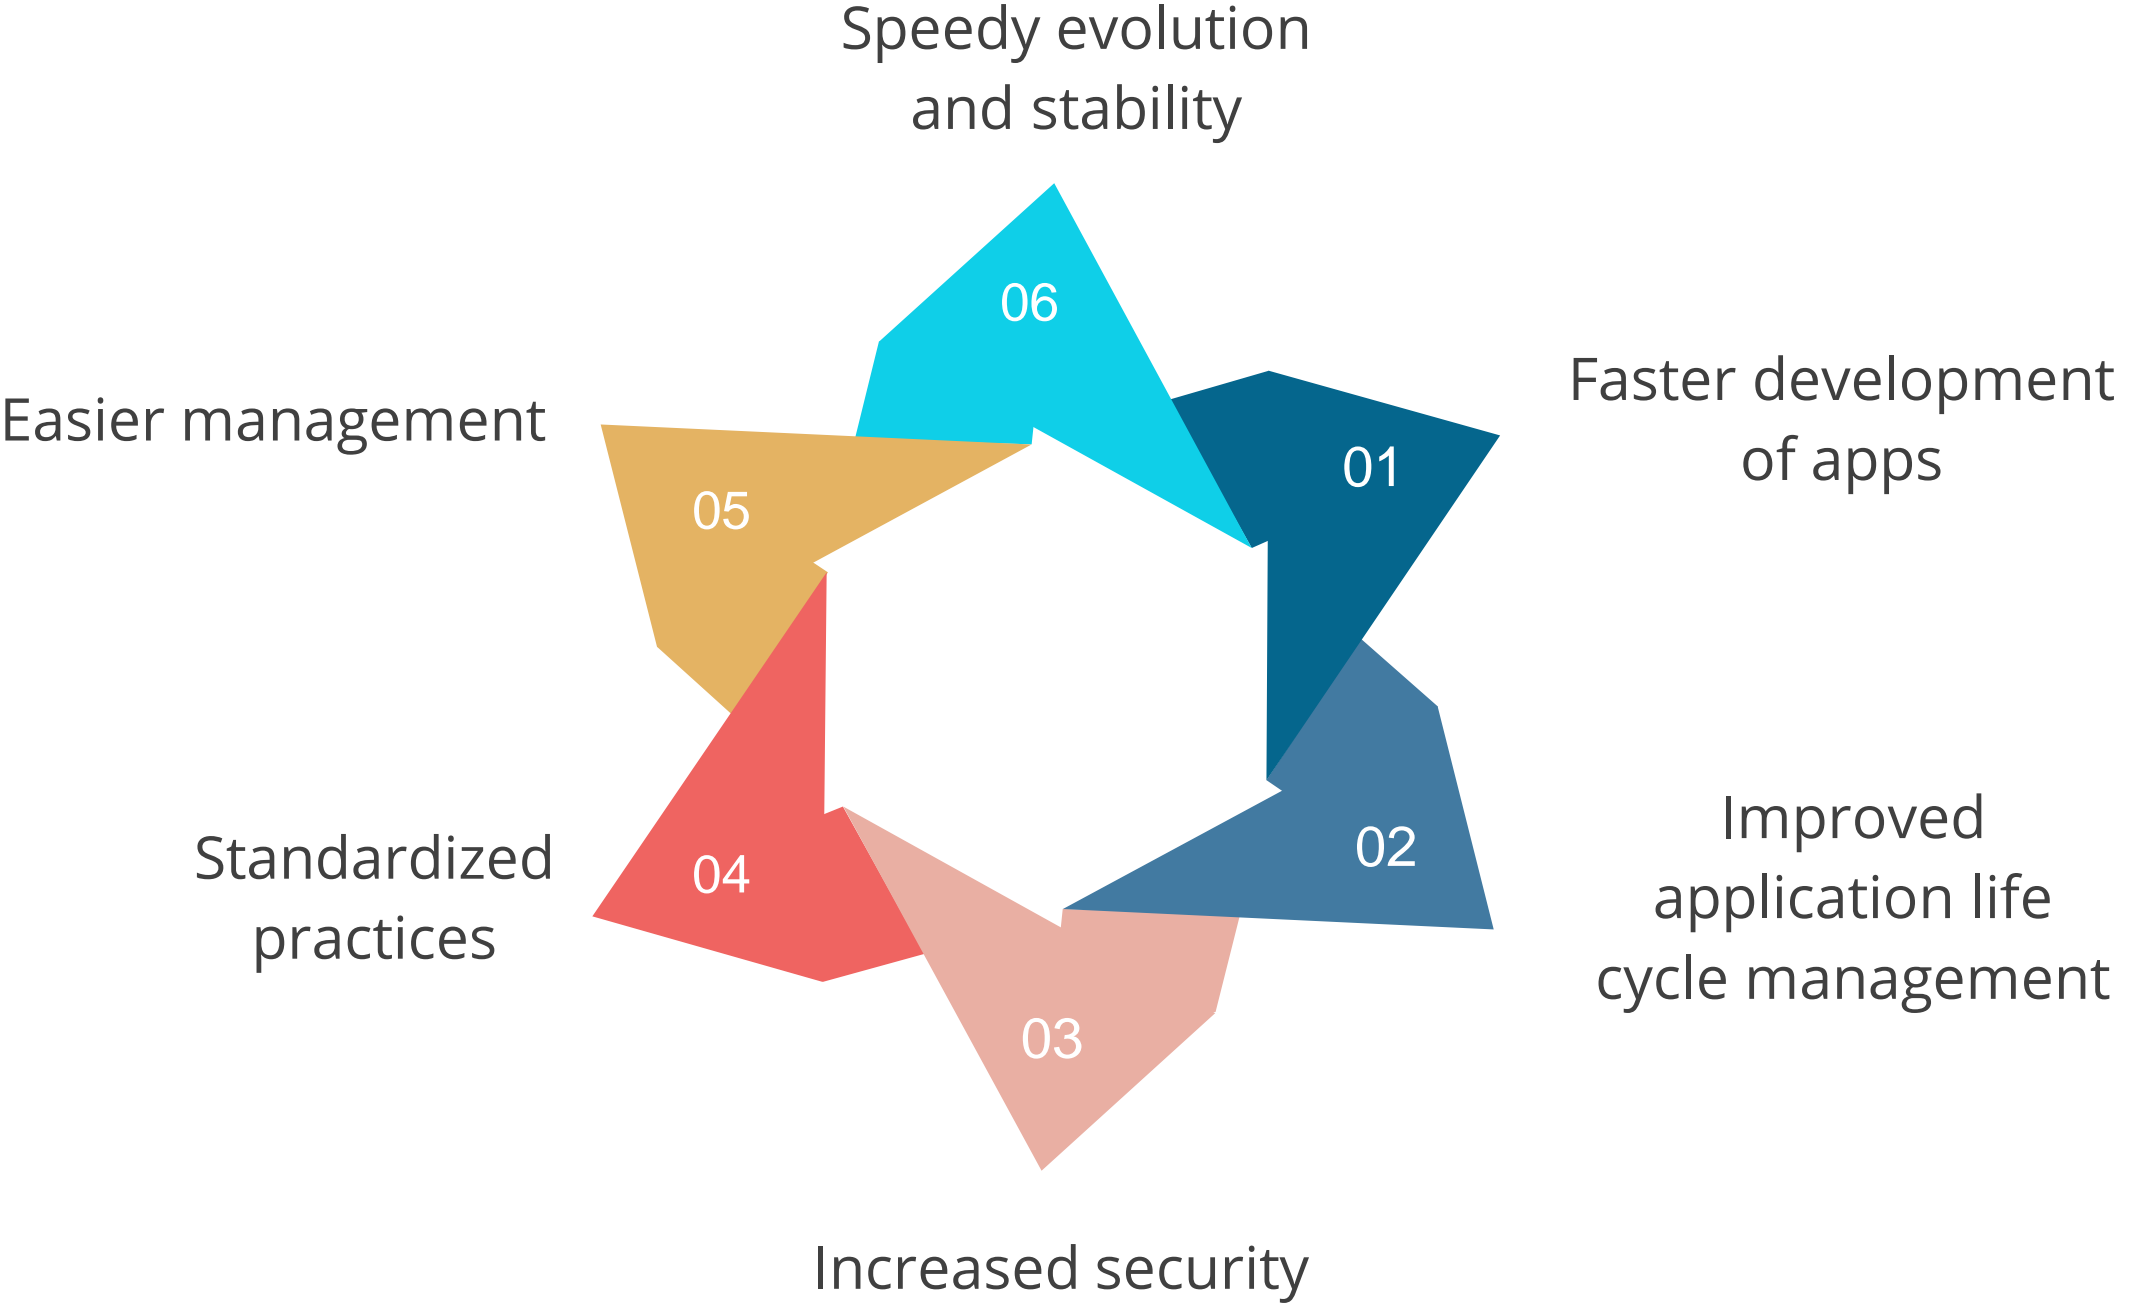 Speedy evolution
and stability
06
01
Faster development
of apps
Easier management
05
02
Improved
application life
cycle management
Standardized
practices
04
03
Increased security